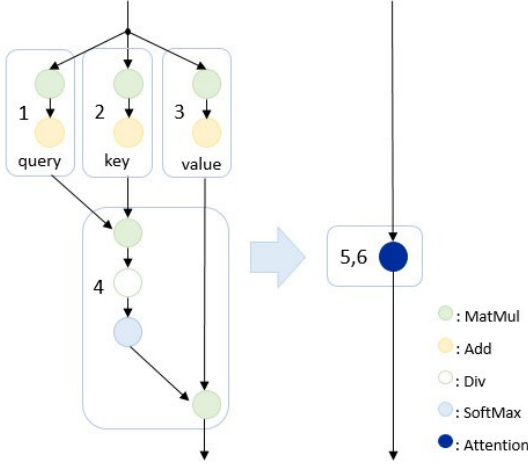 1
2
3
query
key
value
4
5,6
: MatMul
: Add
: Div
: SoftMax
: Attention